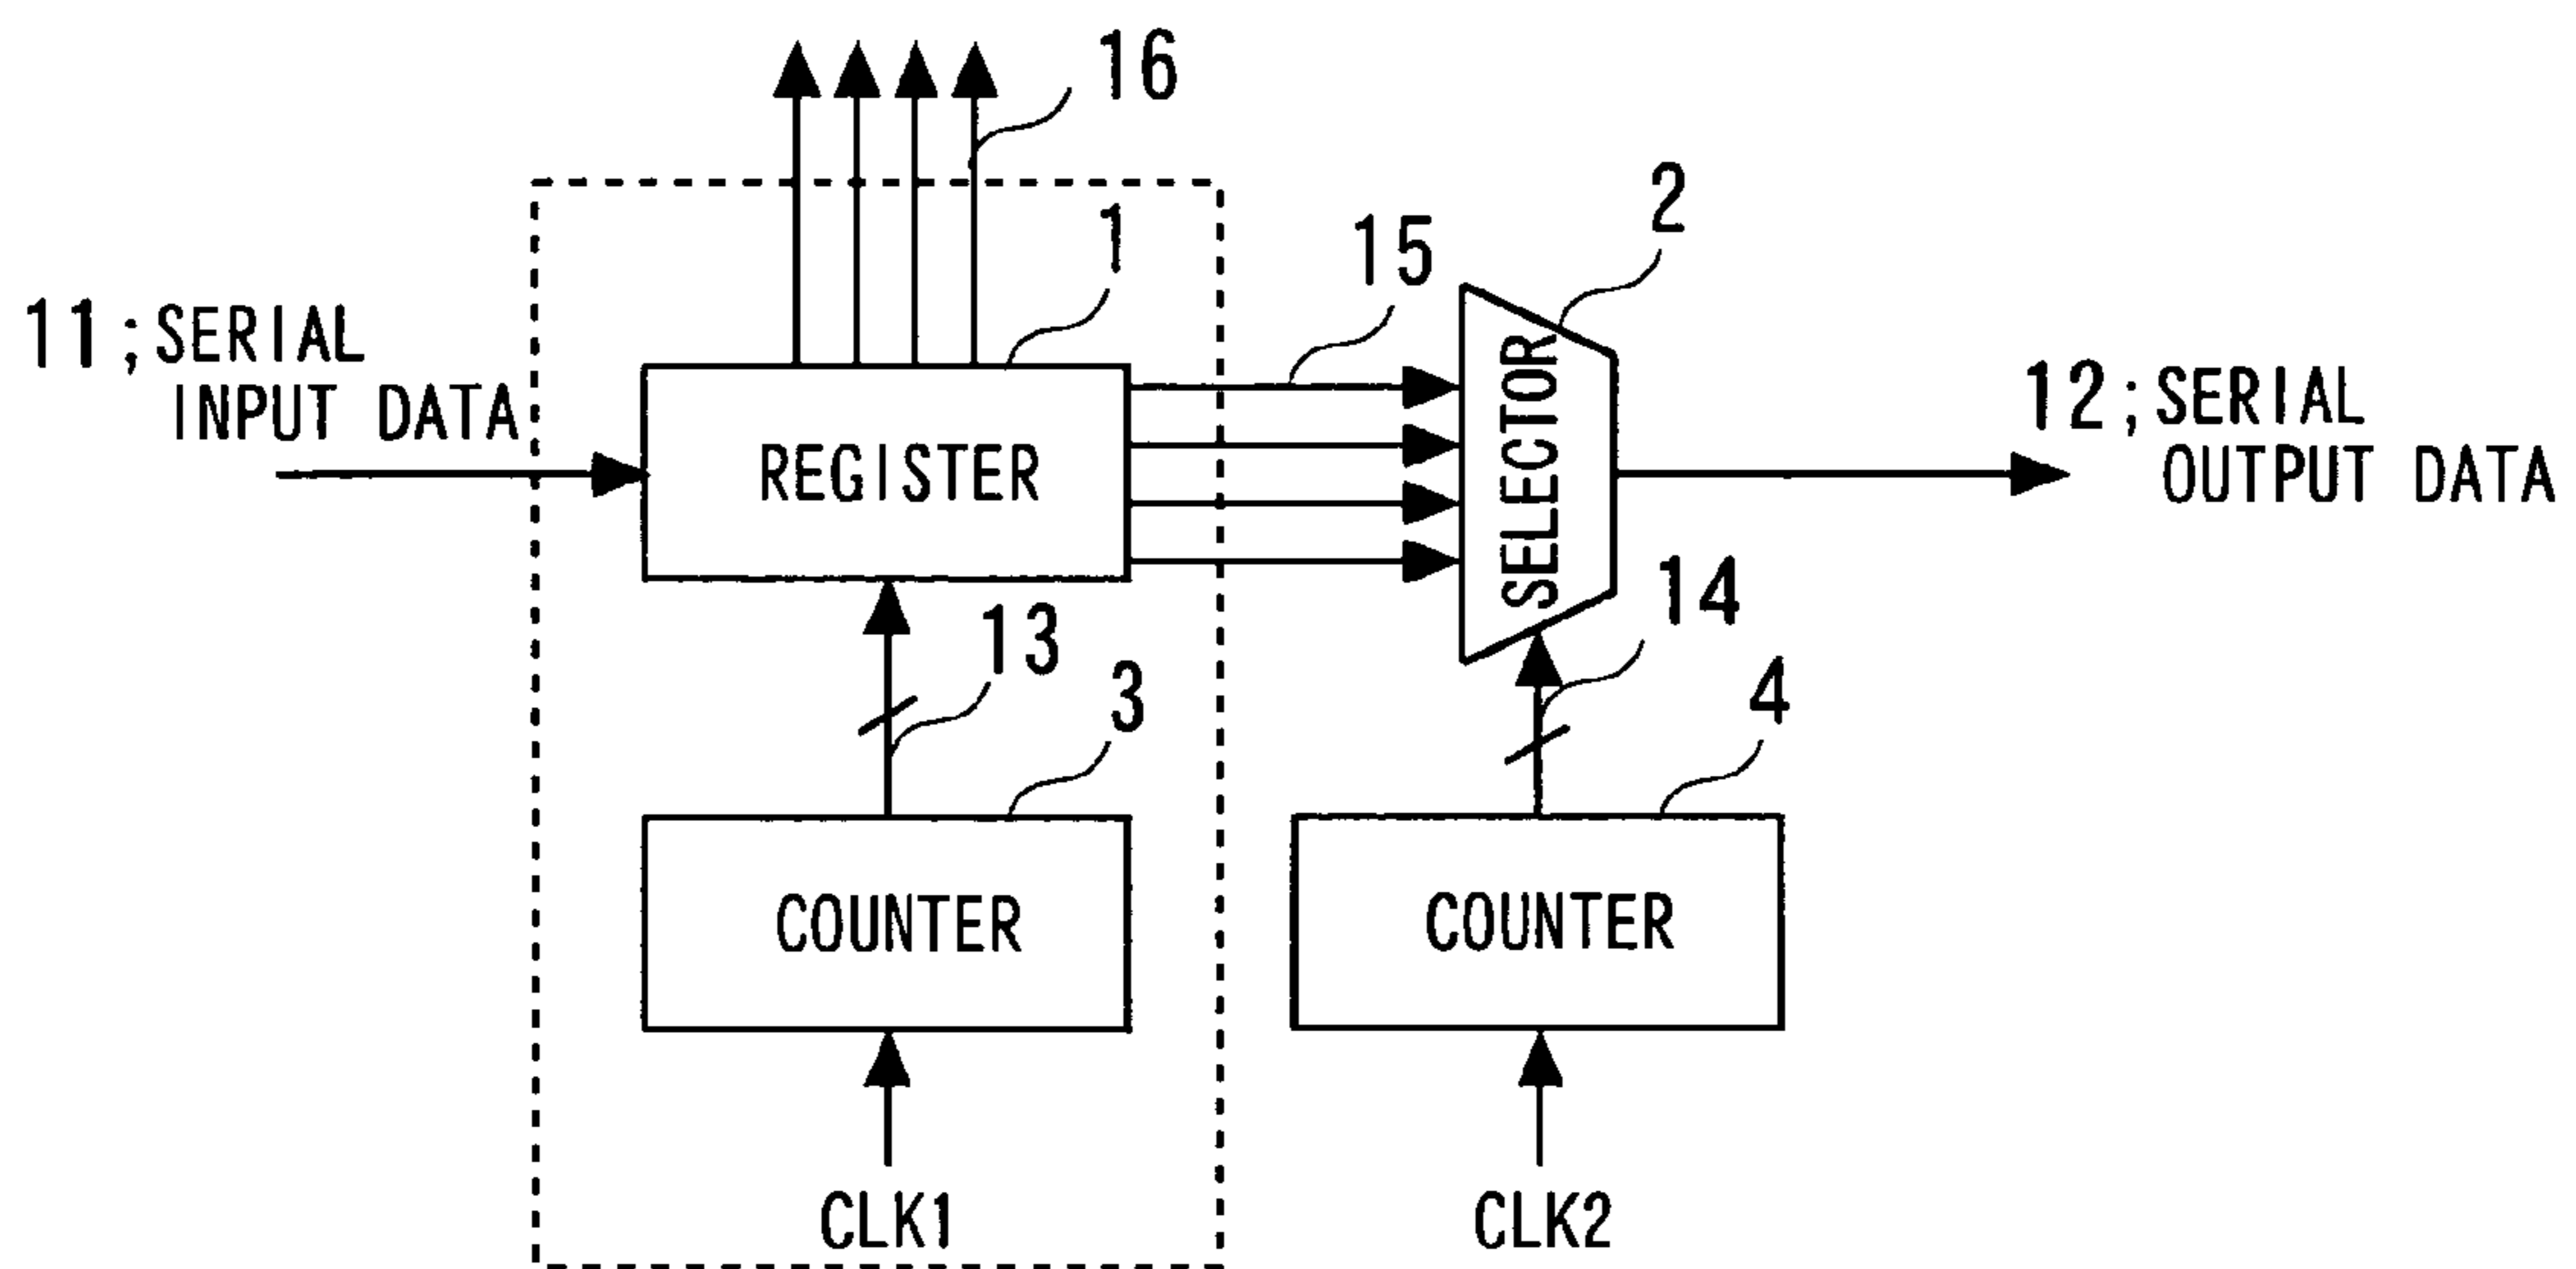 16
1
2
15
11;SERIAL
INPUT DATA
12;SERIAL
OUTPUT DATA
REGISTER
SELECTOR
13
14
3
4
COUNTER
COUNTER
CLK1
CLK2